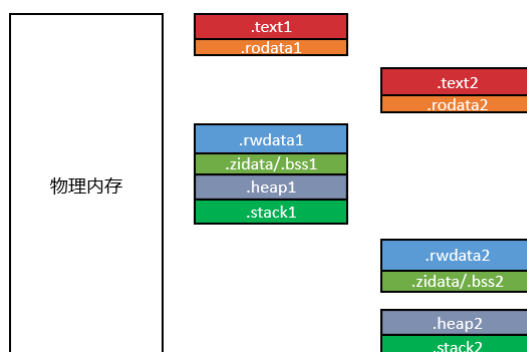 .text1
.rodata1
.text2
.rodata2
.rwdata1
.zidata/.bss1
物理内存
.heap1
.stack1
.rwdata2
.zidata/.bss2
.heap2
.stack2